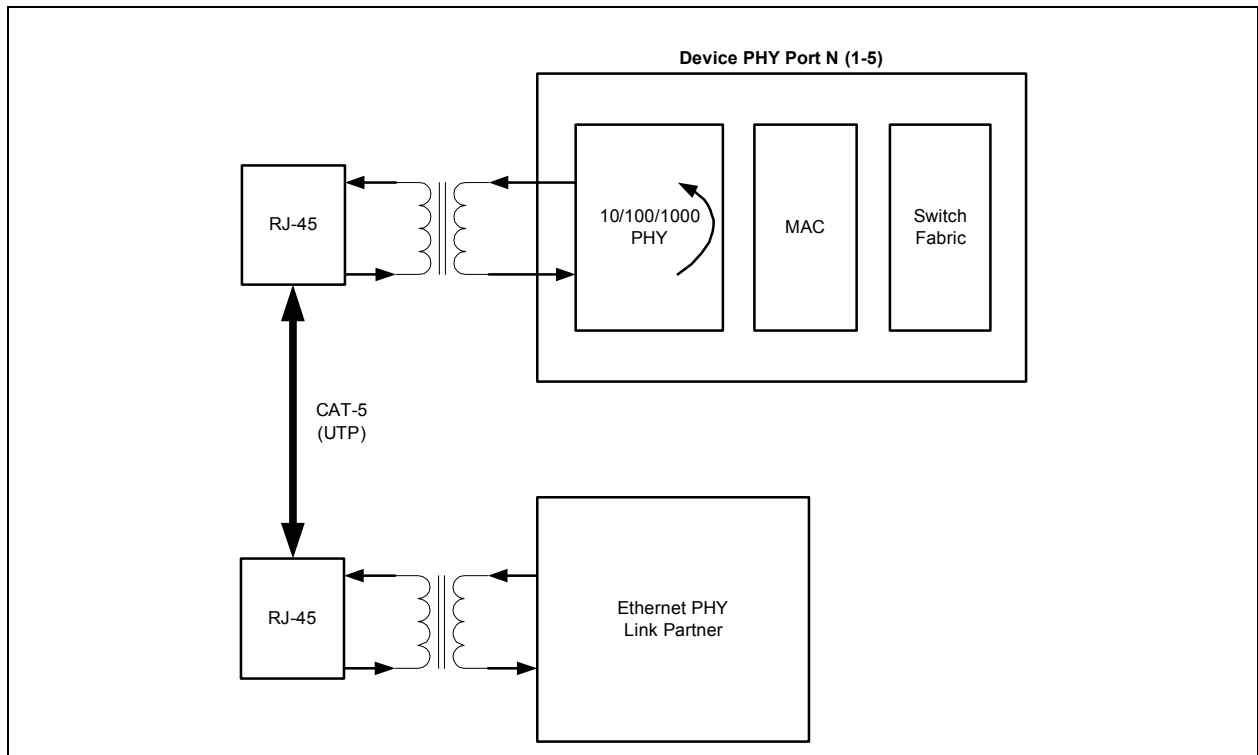 Device PHY Port N (1-5)
RJ-45
10/100/1000
PHY
MAC
Switch
Fabric
CAT-5
(UTP)
RJ-45
Ethernet PHY
Link Partner